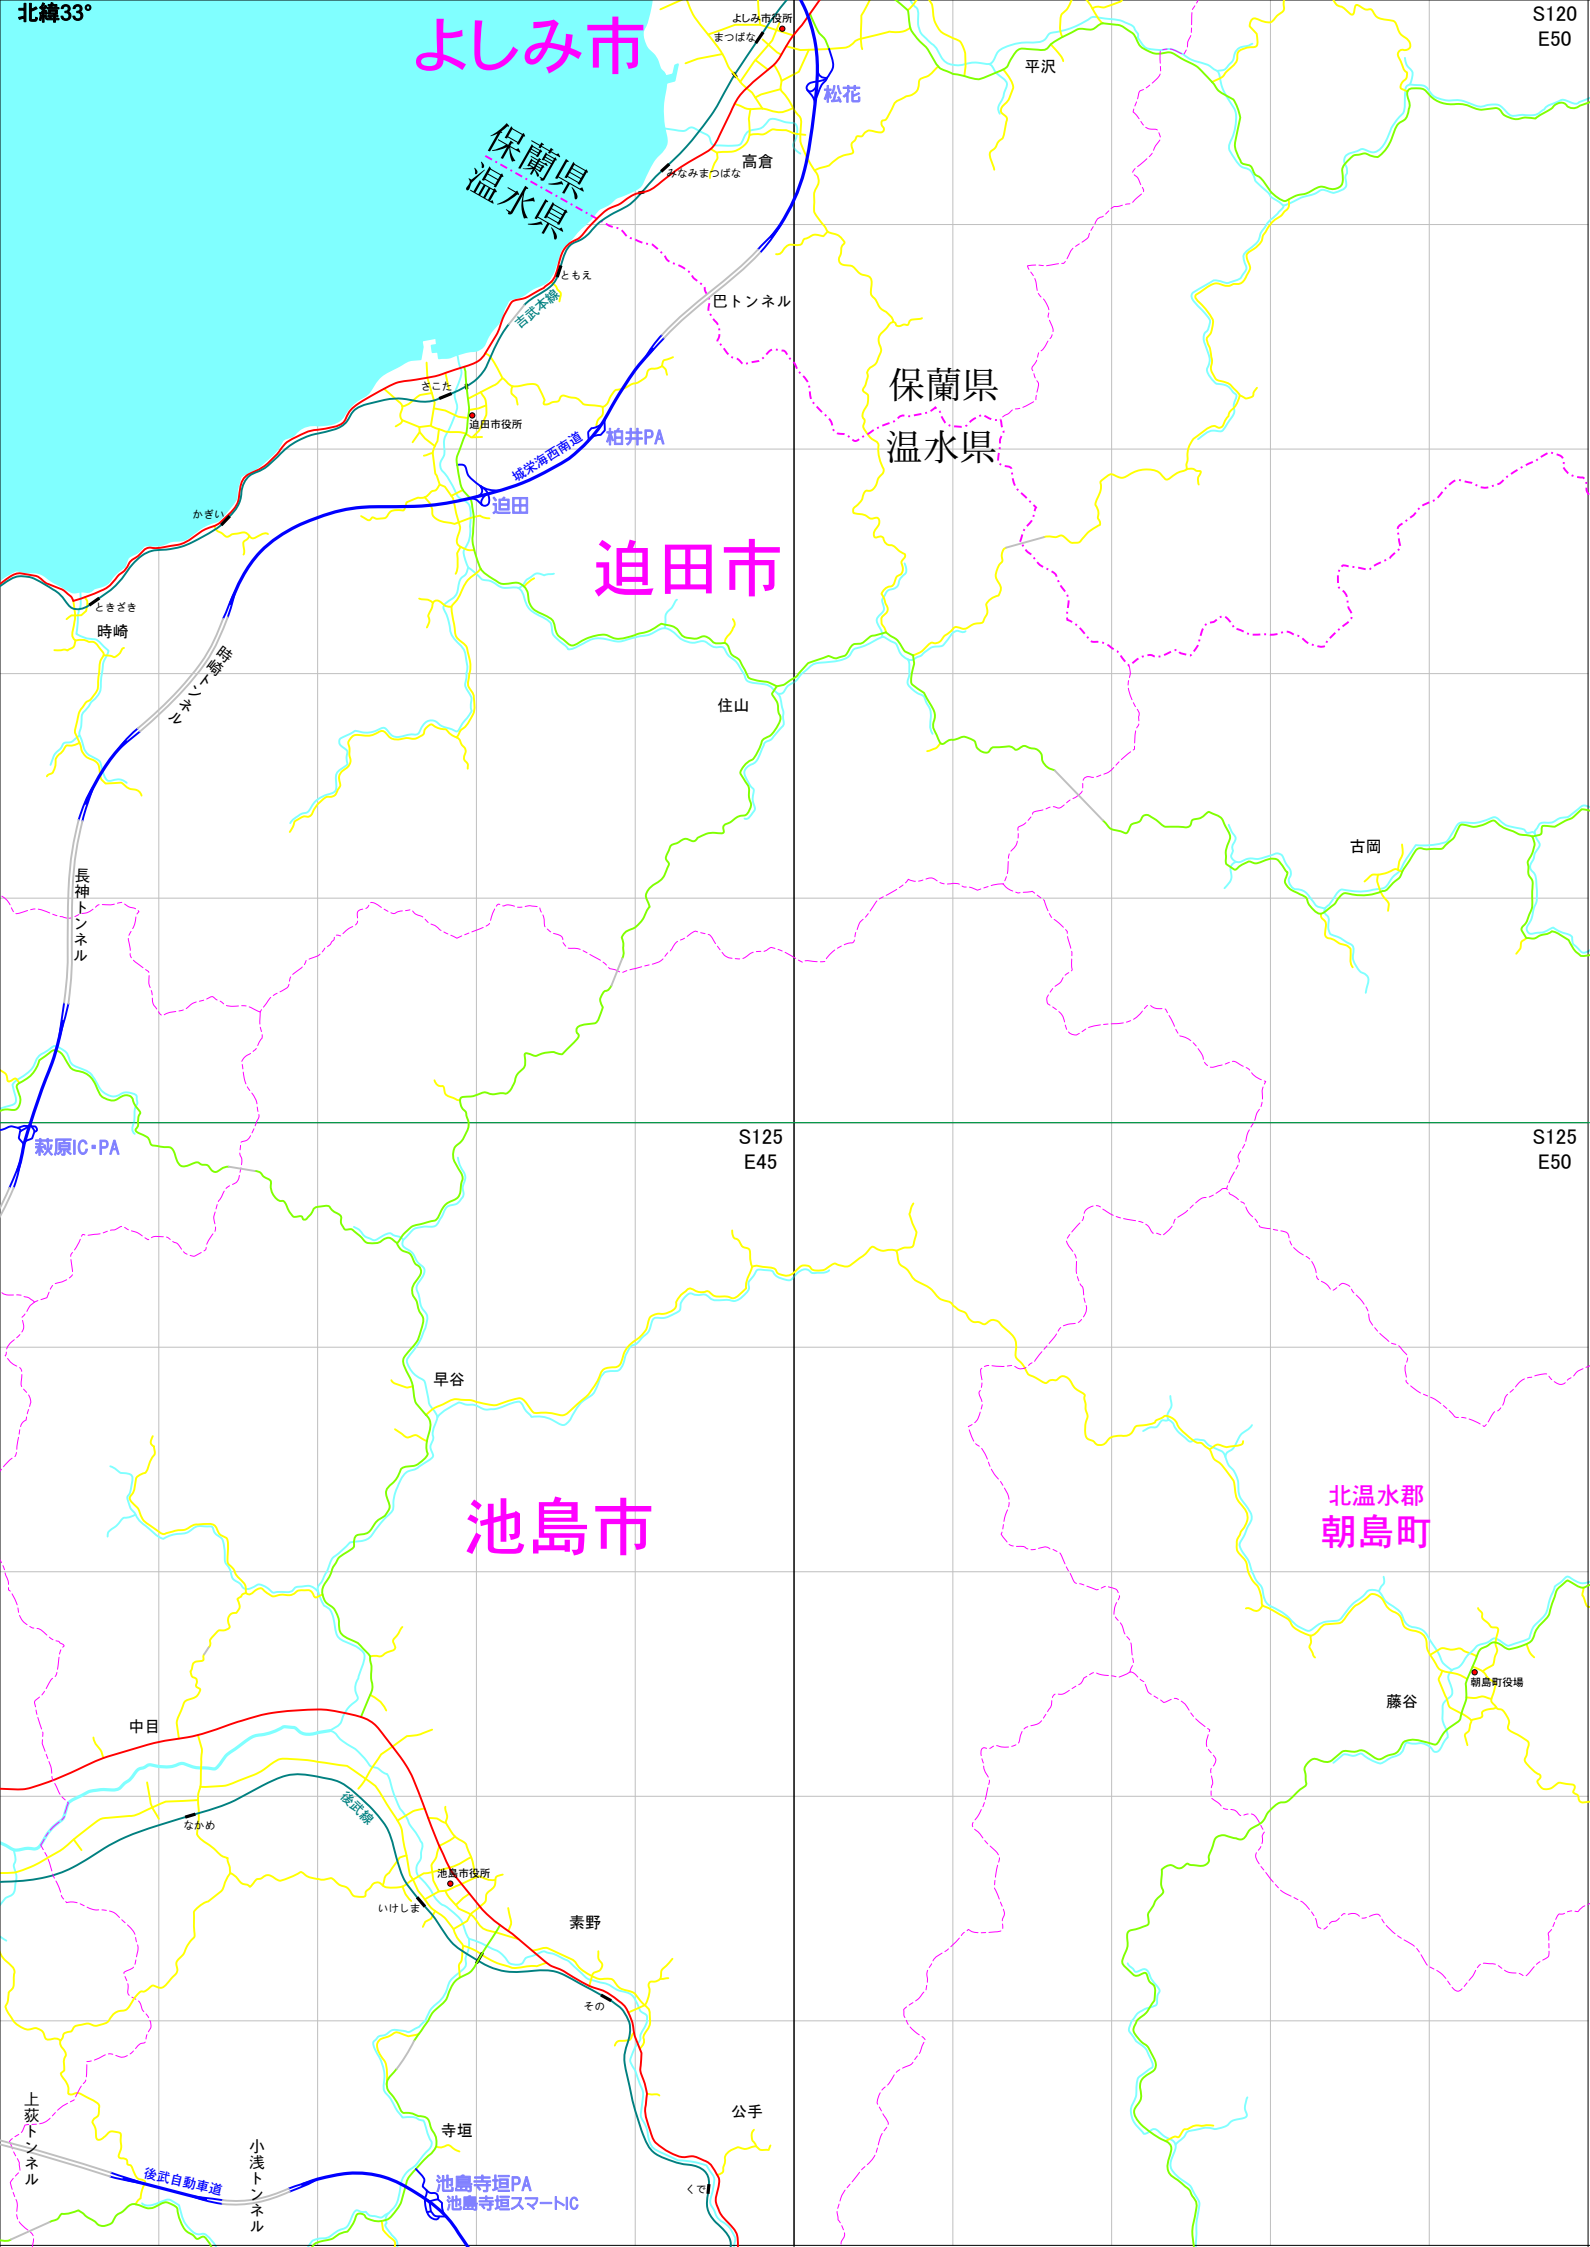 北緯33°
よしみ市
よしみ市役所
まつばな
松花
平沢
S120
E50
保蘭県
温水県
高倉
みなみまつばな
ともえ
吉武本線
巴トンネル
さこた
迫田市役所
柏井PA
城栄海西南道
迫田
保蘭県
温水県
かぎい
迫田市
ときざき
時崎
時崎トンネル
住山
古岡
長神トンネル
萩原IC・PA
S125
E45
S125
E50
早谷
池島市
北温水郡
朝島町
朝島町役場
藤谷
中目
後武線
なかめ
池島市役所
いけしま
素野
その
上荻トンネル
小浅トンネル
後武自動車道
寺垣
公手
池島寺垣PA
池島寺垣スマートIC
くで